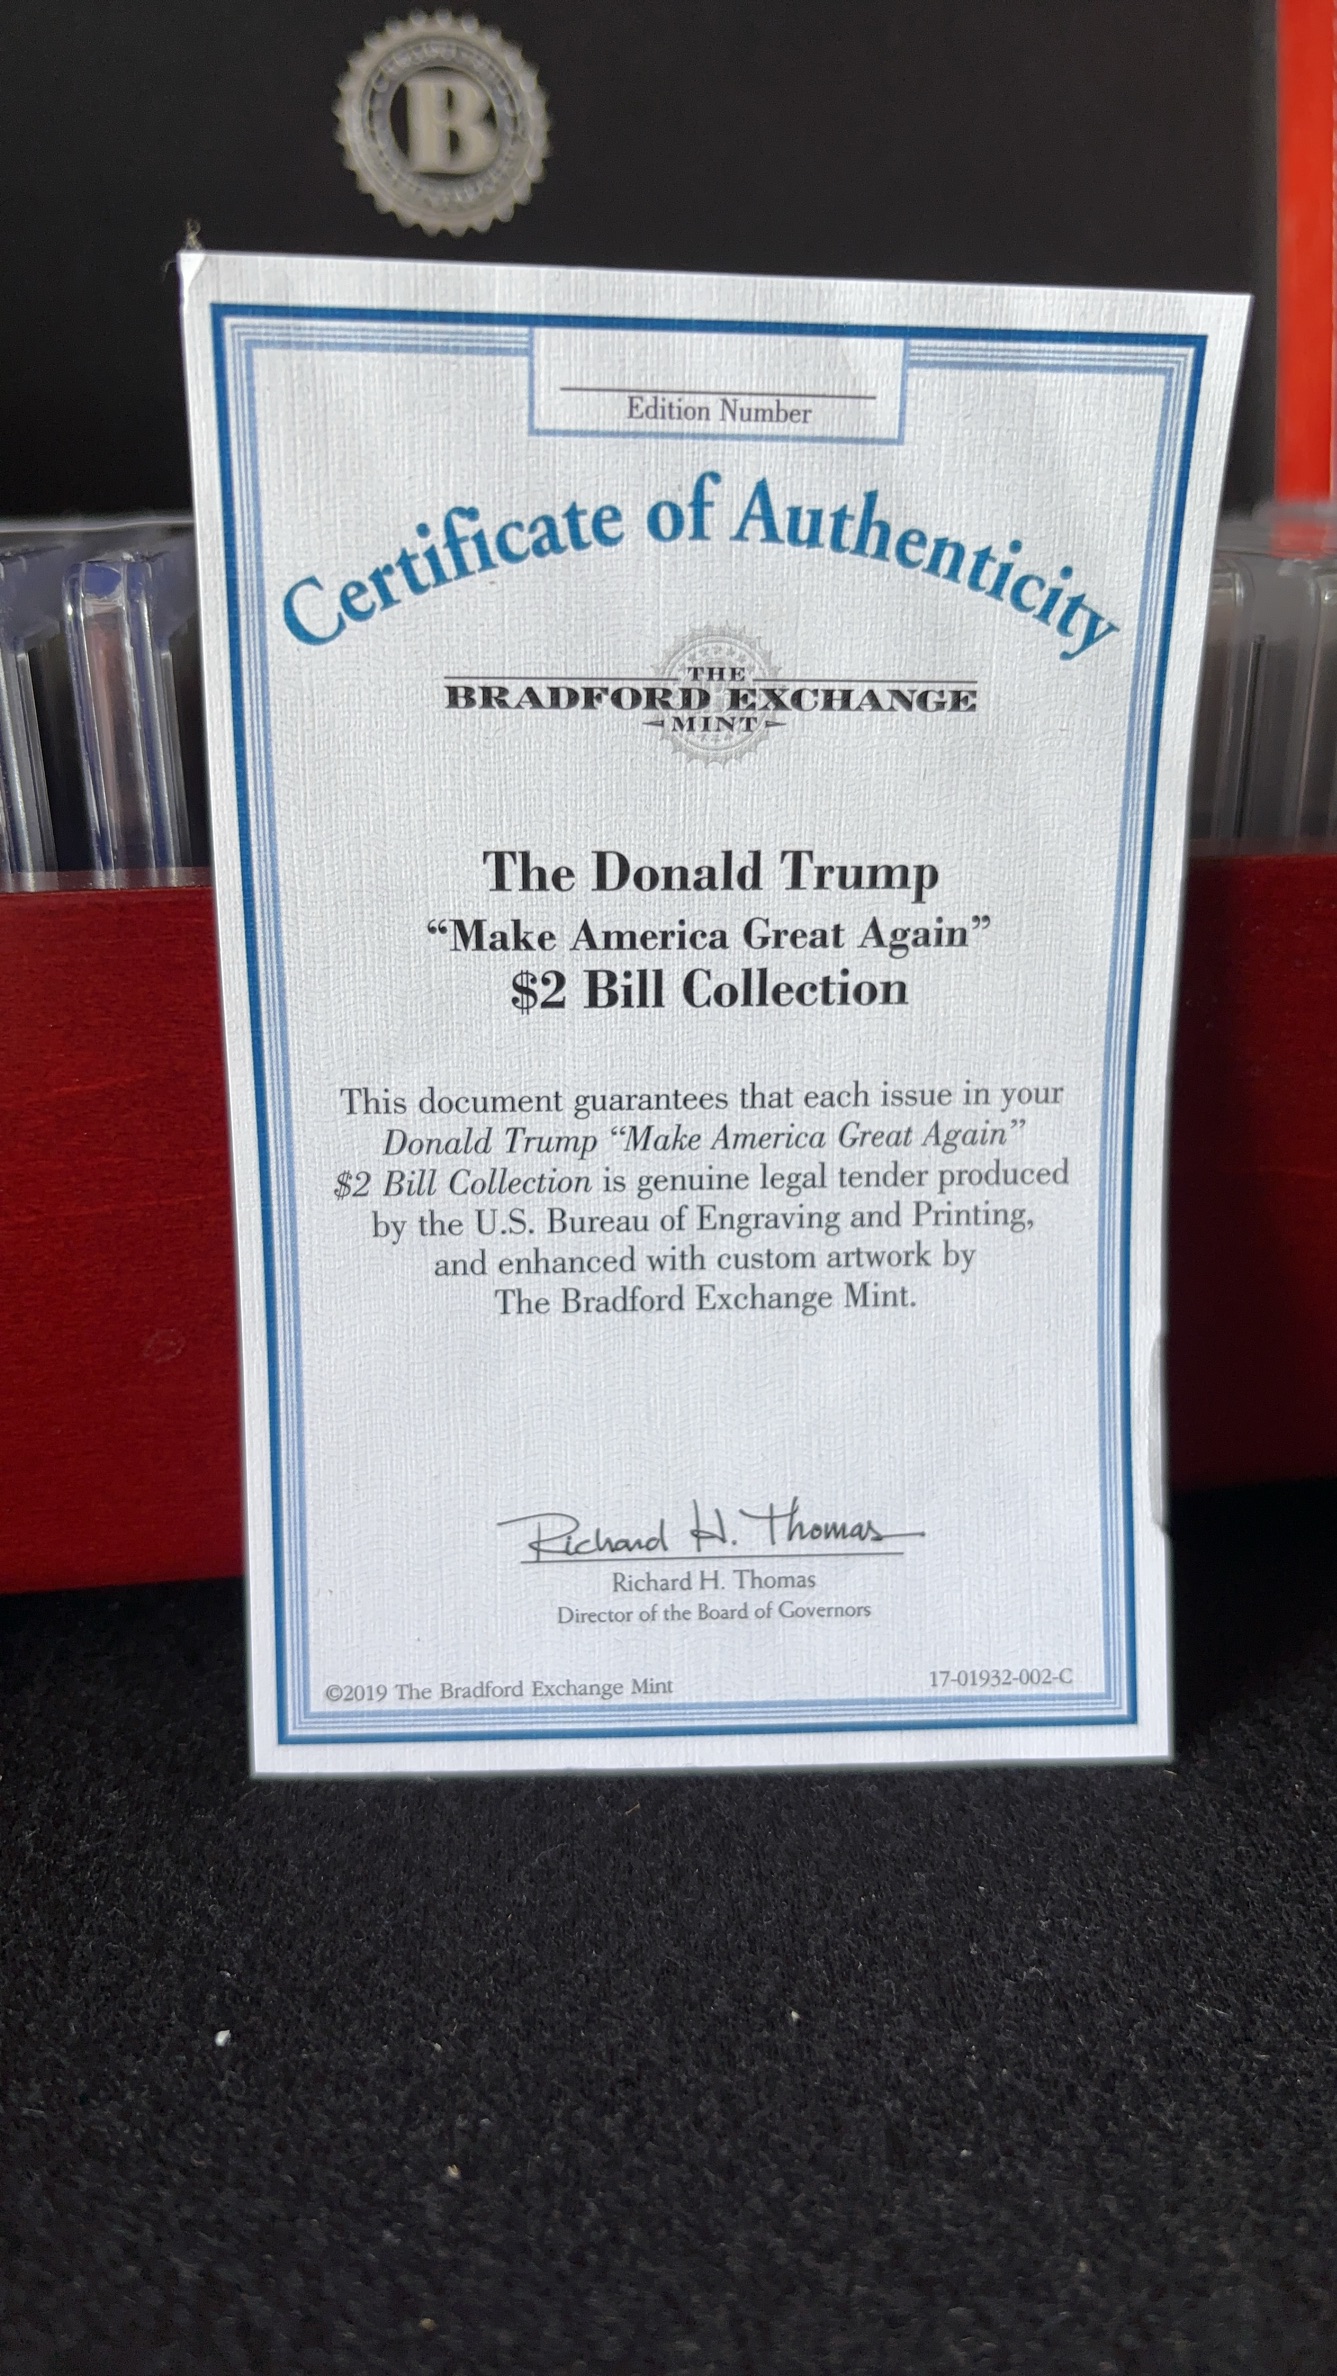 B
Edition Number
Certificate of Authenticity
THE
BRADFORD EXCHANGE
MINT
The Donald Trump
“Make America Great Again”
$2 Bill Collection
This document guarantees that each issue in your
Donald Trump “Make America Great Again”
$2 Bill Collection is genuine legal tender produced
by the U.S. Bureau of Engraving and Printing,
and enhanced with custom artwork by
The Bradford Exchange Mint.
Richard H. Thomas
Richard H. Thomas
Director of the Board of Governors
©2019 The Bradford Exchange Mint
17-01932-002-C